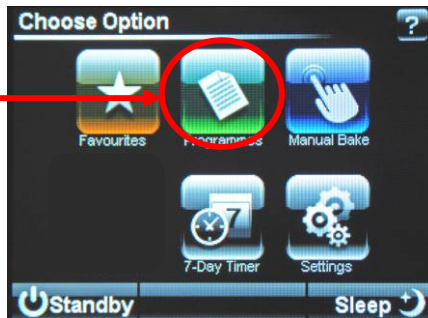 Choose Option
?
Favourites Programmes Manual Bake
7
7-Day Timer Settings
Standby Sleep